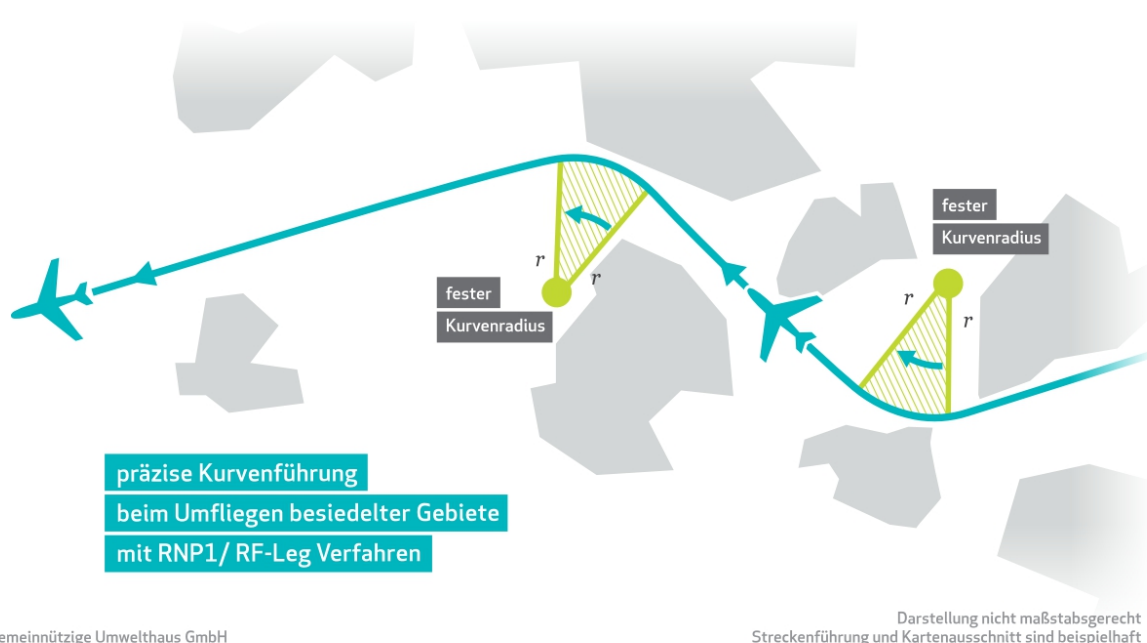 fester
Kurvenradius
r
r
r
r
fester
Kurvenradius
präzise Kurvenführung
beim Umfliegen besiedelter Gebiete
mit RNP1/ RF-Leg Verfahren
Darstellung nicht maßstabsgerecht
emeinnützige Umwelthaus GmbH
Streckenführung und Kartenausschnitt sind beispielhaft